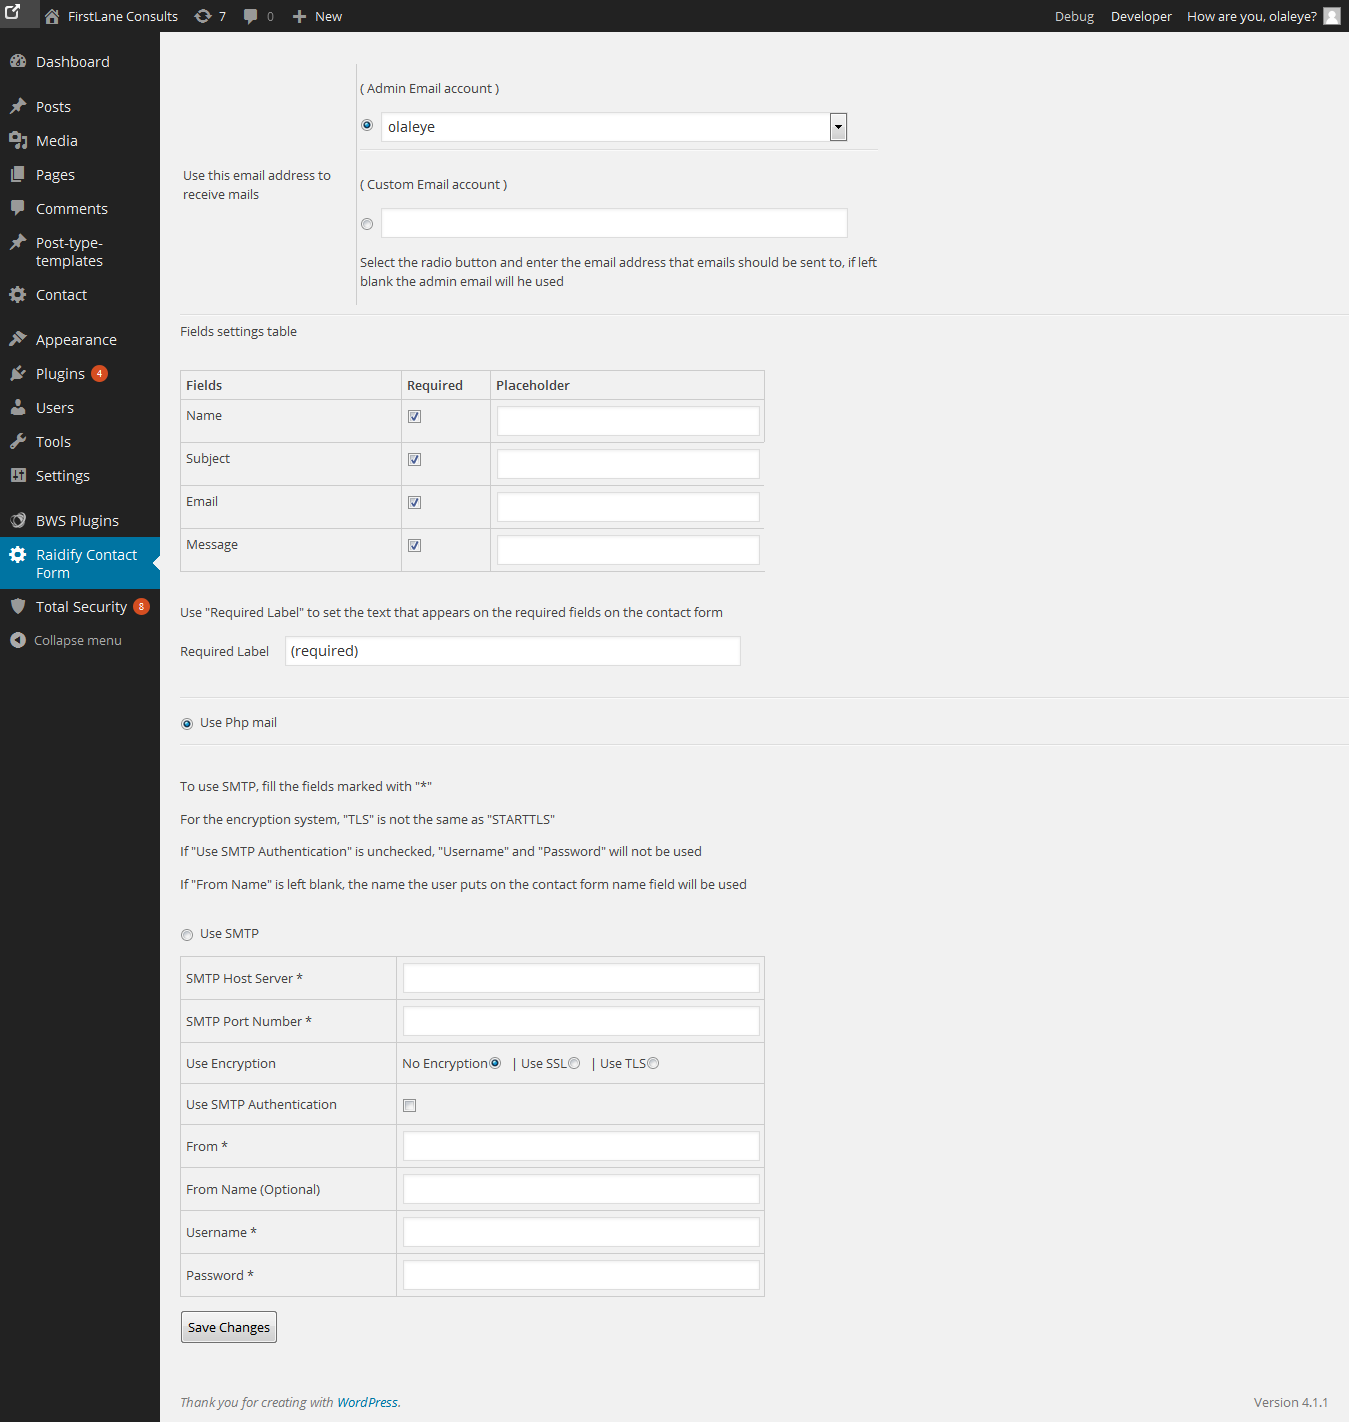 FirstLane Consults 7 0 New Debug Developer How are you, olaleye?
Dashboard
Posts
Media
Pages
Comments
Post-type-
templates
Contact
Appearance
Plugins 4
Users
Tools
Settings
BWS Plugins
Raidify Contact
Form
Total Security 8
Collapse menu
Use this email address to
receive mails
( Admin Email account )
olaleye
( Custom Email account )
Select the radio button and enter the email address that emails should be sent to, if left
blank the admin email will he used
Fields settings table
Fields Required Placeholder
Name
Subject
Email
Message
Use "Required Label" to set the text that appears on the required fields on the contact form
Required Label (required)
Use Php mail
To use SMTP, fill the fields marked with "*"
For the encryption system, "TLS" is not the same as "STARTTLS"
If "Use SMTP Authentication" is unchecked, "Username" and "Password" will not be used
If "From Name" is left blank, the name the user puts on the contact form name field will be used
Use SMTP
SMTP Host Server *
SMTP Port Number *
Use Encryption No Encryption | Use SSL | Use TLS
Use SMTP Authentication
From *
From Name (Optional)
Username *
Password *
Save Changes
Thank you for creating with WordPress. Version 4.1.1